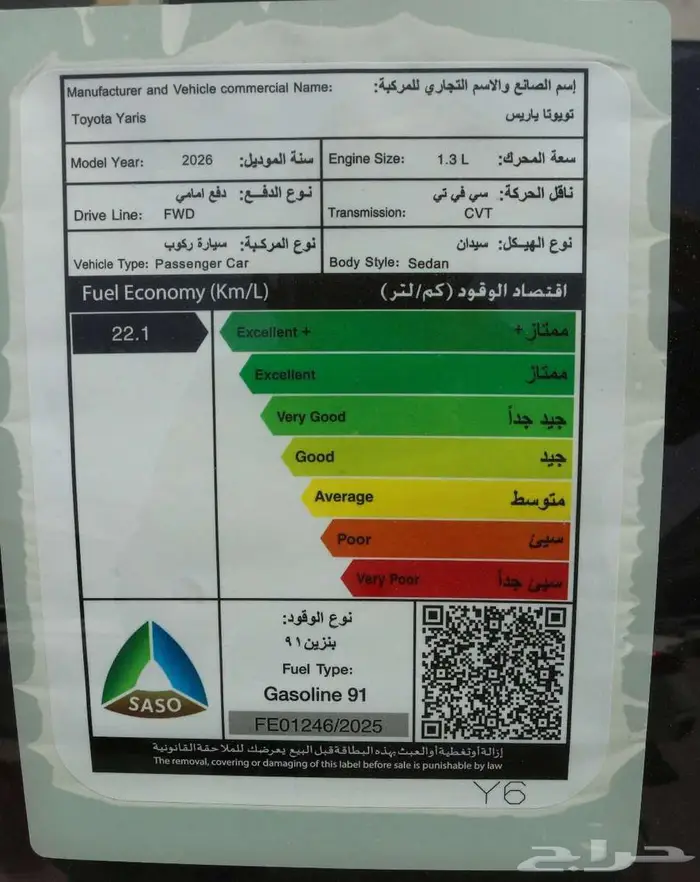 Manufacturer and Vehicle commercial Name: إسم الصانع والاسم التجاري للمركبة:
Toyota Yaris تويوتا ياريس
Model Year: 2026 سنة الموديل:
Engine Size: 1.3 L سعة المحرك:
نوع الدفع: دفع امامي
Drive Line: FWD
ناقل الحركة: سي في تي
Transmission: CVT
نوع المركبة: سيارة ركوب
Vehicle Type: Passenger Car
نوع الهيكل: سيدان
Body Style: Sedan
Fuel Economy (Km/L) اقتصاد الوقود (كم/لتر)
22.1
Excellent + ممتاز+
Excellent ممتاز
Very Good جيد جداً
Good جيد
Average متوسط
Poor سيئ
Very Poor سيئ جداً
SASO
نوع الوقود:
بنزين ٩١
Fuel Type:
Gasoline 91
FE01246/2025
إزالة أو تغطية أو العبث بهذه البطاقة قبل البيع يعرضك للملاحقة القانونية
The removal, covering or damaging of this label before sale is punishable by law
Y6
حراج